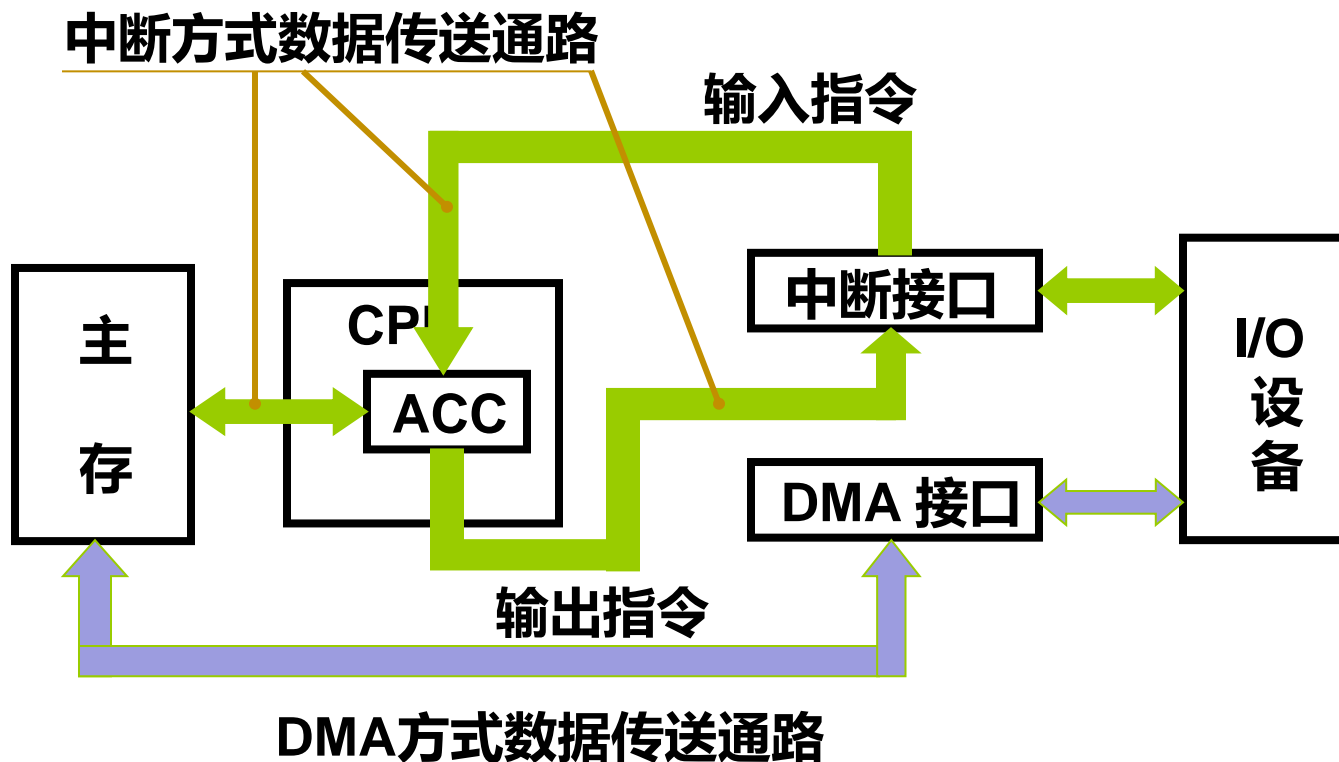 中断方式数据传送通路
输入指令
主
存
CPU
ACC
中断接口
I/O
设
备
DMA 接口
输出指令
DMA方式数据传送通路